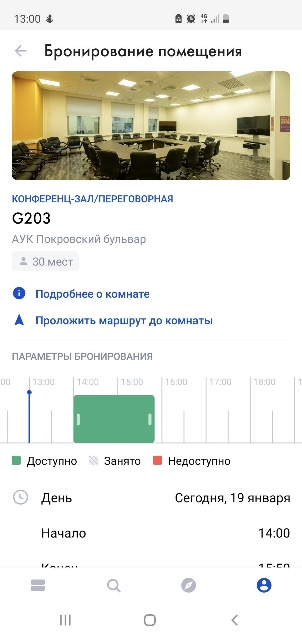 13:00
Бронирование помещения
КОНФЕРЕНЦ-ЗАЛ/ПЕРЕГОВОРНАЯ
G203
АУК Покровский бульвар
30 мест
Подробнее о комнате
Проложить маршрут до комнаты
ПАРАМЕТРЫ БРОНИРОВАНИЯ
:00 13:00 14:00 15:00 16:00 17:00 18:00 1
Доступно Занято Недоступно
День Сегодня, 19 января
Начало 14:00
Конец 15:50